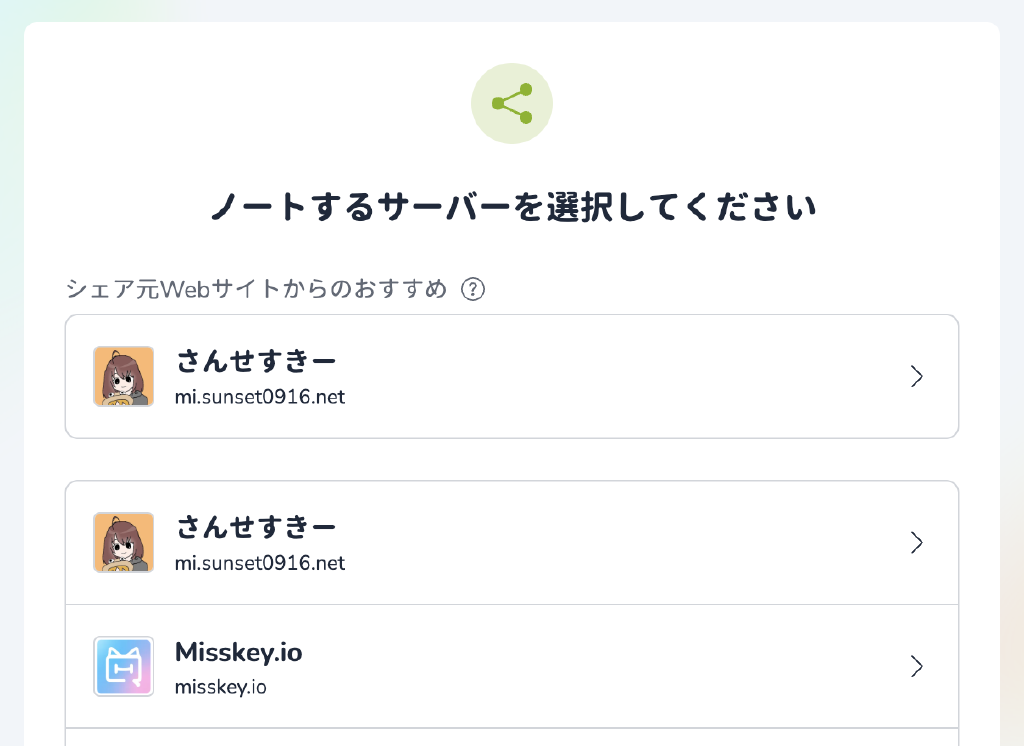 ノートするサーバーを選択してください
シェア元Webサイトからのおすすめ ?
さんせすきー
mi.sunset0916.net
さんせすきー
mi.sunset0916.net
Misskey.io
misskey.io